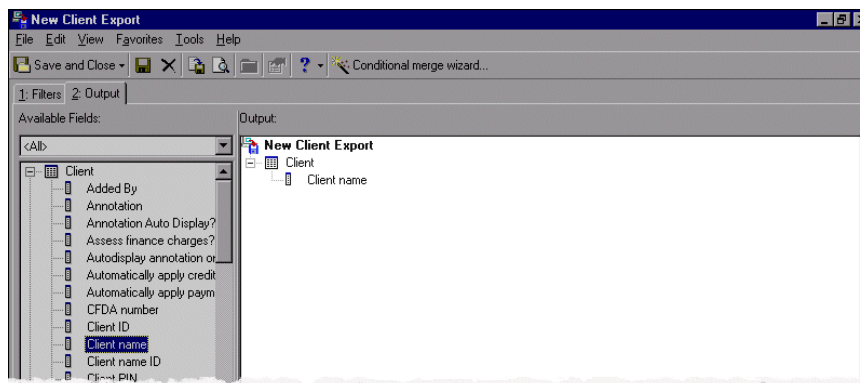 New Client Export
File Edit View Favorites Tools Help
Save and Close ? Conditional merge wizard...
1: Filters 2: Output
Available Fields:
Output:
<All>
New Client Export
Client
Client name
Client
Added By
Annotation
Annotation Auto Display?
Assess finance charges?
Autodisplay annotation or
Automatically apply credit
Automatically apply paym
CFDA number
Client ID
Client name
Client name ID
Client PIN